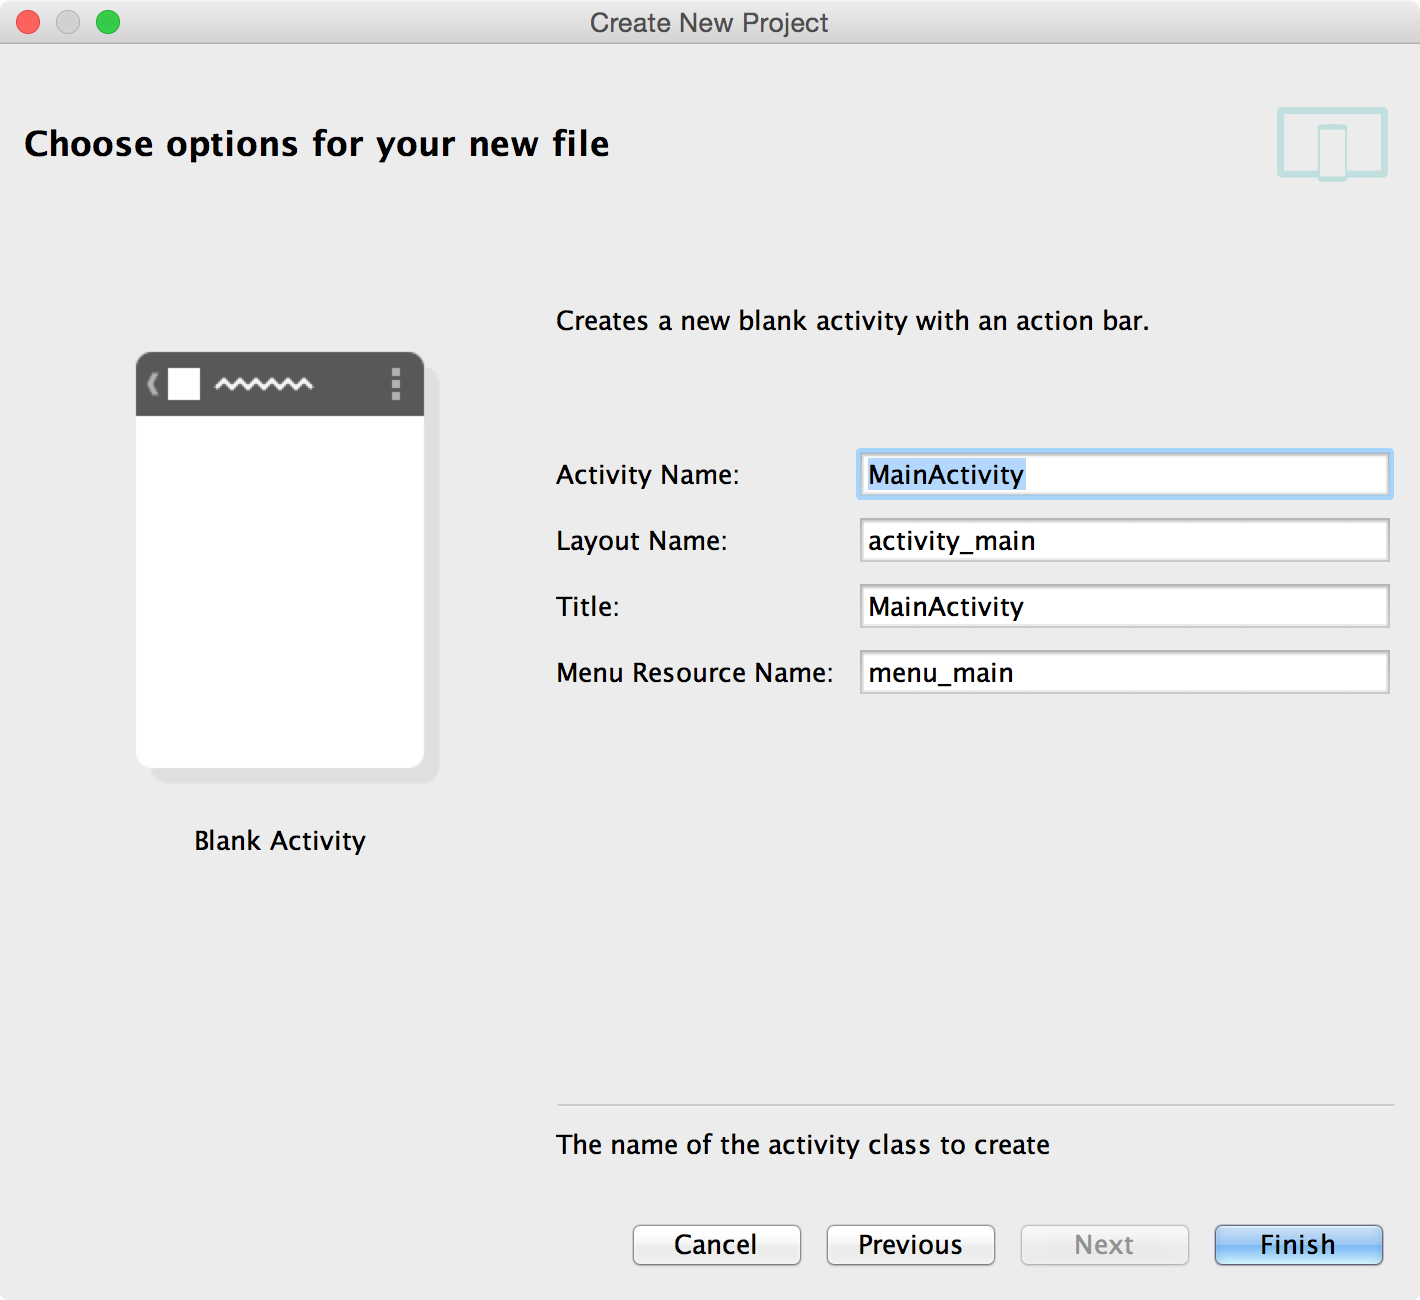 Create New Project
Choose options for your new file
Creates a new blank activity with an action bar.
Activity Name: MainActivity
Layout Name: activity_main
Title: MainActivity
Menu Resource Name: menu_main
Blank Activity
The name of the activity class to create
Cancel Previous Next Finish